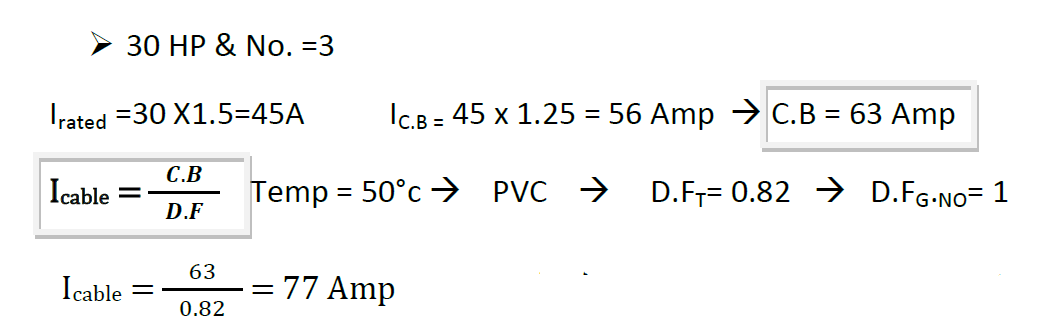 ➢ 30 HP & No. =3
Irated =30 X1.5=45A IC.B = 45 x 1.25 = 56 Amp → C.B = 63 Amp
Icable = C.B / D.F Temp = 50°c → PVC → D.FT= 0.82 → D.FG.NO= 1
Icable = 63 / 0.82 = 77 Amp